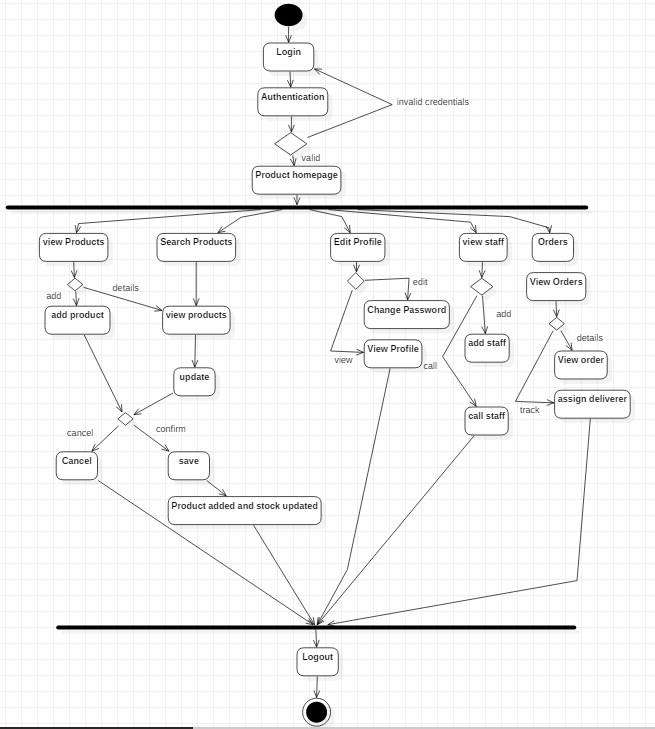 Login
Authentication
invalid credentials
valid
Product homepage
view Products
Search Products
Edit Profile
view staff
Orders
View Orders
edit
details
add
add product
view products
Change Password
add
add staff
details
View Profile
view
View order
call
update
assign deliverer
track
call staff
confirm
cancel
Cancel
save
Product added and stock updated
Logout